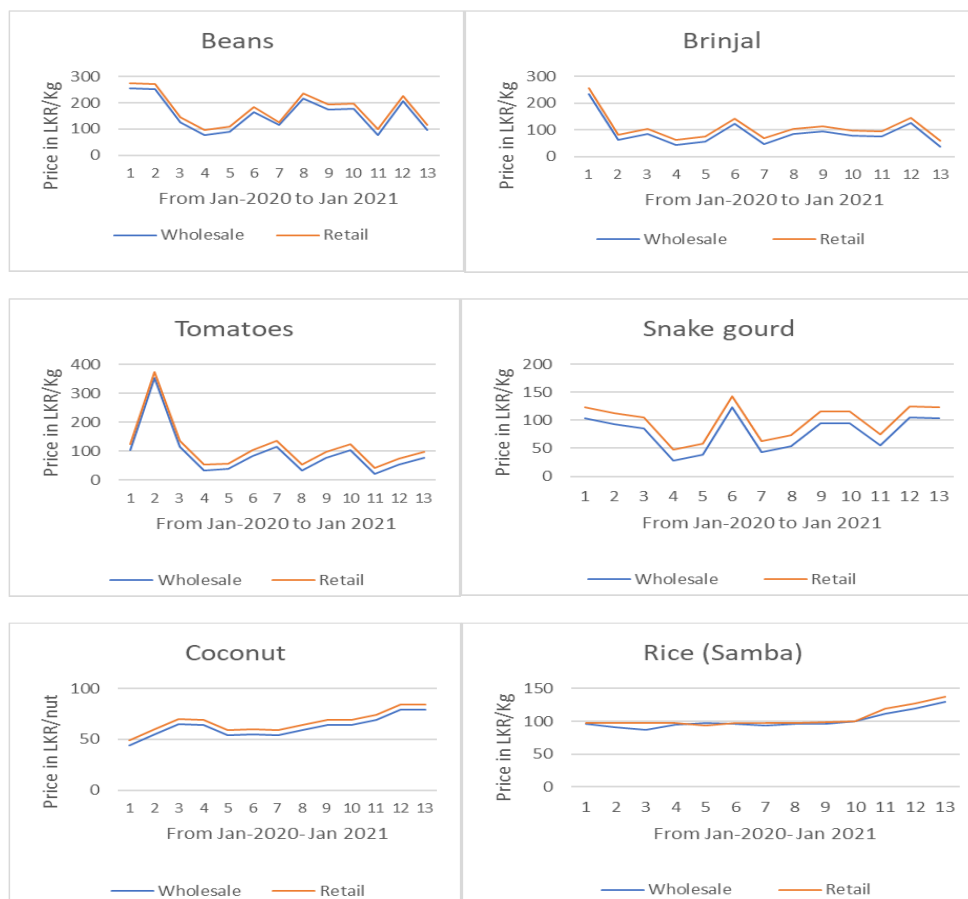 Beans
Price in LKR/Kg
300
200
100
0
1 2 3 4 5 6 7 8 9 10 11 12 13
From Jan-2020 to Jan 2021
Wholesale Retail
Brinjal
Price in LKR/Kg
300
200
100
0
1 2 3 4 5 6 7 8 9 10 11 12 13
From Jan-2020 to Jan 2021
Wholesale Retail
Tomatoes
Price in LKR/Kg
400
300
200
100
0
1 2 3 4 5 6 7 8 9 10 11 12 13
From Jan-2020 to Jan 2021
Wholesale Retail
Snake gourd
Price in LKR/Kg
200
150
100
50
0
1 2 3 4 5 6 7 8 9 10 11 12 13
From Jan-2020 to Jan 2021
Wholesale Retail
Coconut
Price in LKR/nut
100
50
0
1 2 3 4 5 6 7 8 9 10 11 12 13
From Jan-2020-Jan 2021
Wholesale Retail
Rice (Samba)
Price in LKR/Kg
150
100
50
0
1 2 3 4 5 6 7 8 9 10 11 12 13
From Jan-2020-Jan 2021
Wholesale Retail